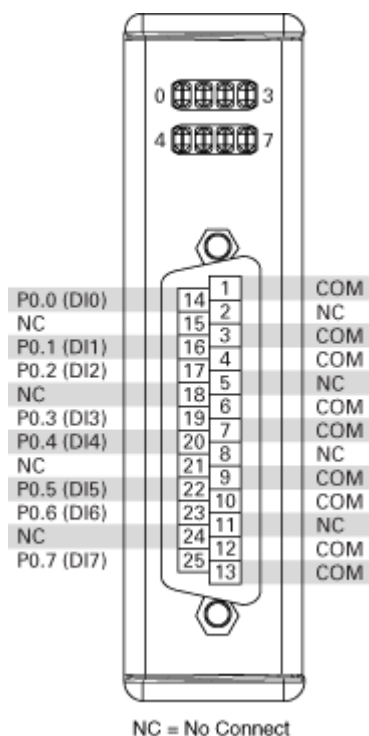 0 3
4 7
1 COM
P0.0 (DI0) 14
2 NC
NC 15
3 COM
P0.1 (DI1) 16
4 COM
P0.2 (DI2) 17
5 NC
NC 18
6 COM
P0.3 (DI3) 19
7 COM
P0.4 (DI4) 20
8 NC
NC 21
9 COM
P0.5 (DI5) 22
10 COM
P0.6 (DI6) 23
11 NC
NC 24
12 COM
P0.7 (DI7) 25
13 COM
NC = No Connect